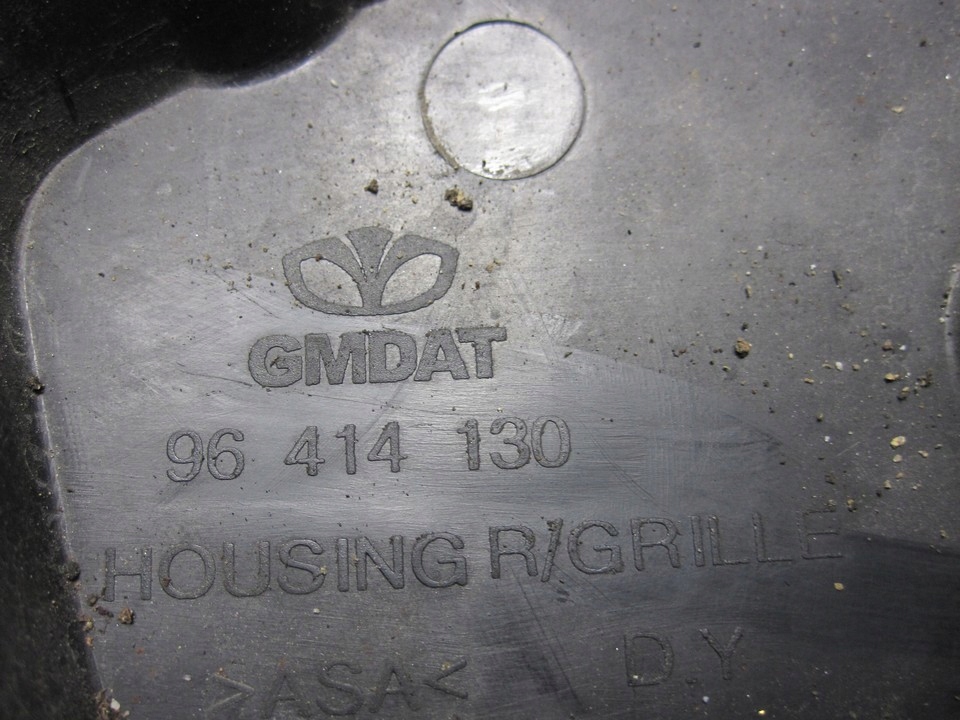 GMDAT
96 414 130
HOUSING R/GRILLE
>ASA< D.Y